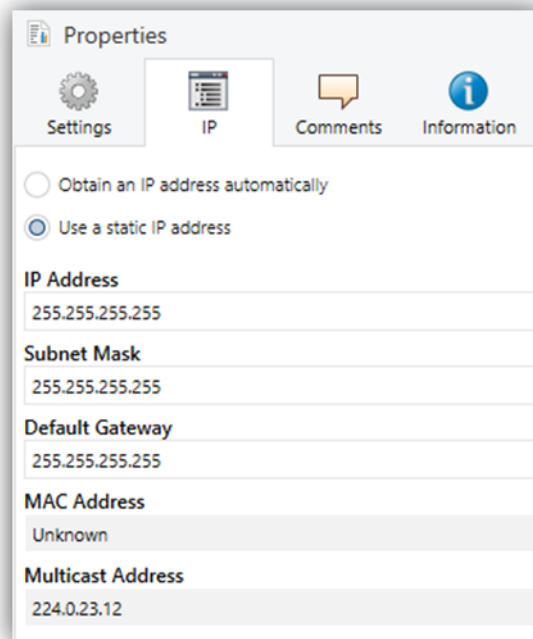 Properties
Settings IP Comments Information
Obtain an IP address automatically
Use a static IP address
IP Address
255.255.255.255
Subnet Mask
255.255.255.255
Default Gateway
255.255.255.255
MAC Address
Unknown
Multicast Address
224.0.23.12